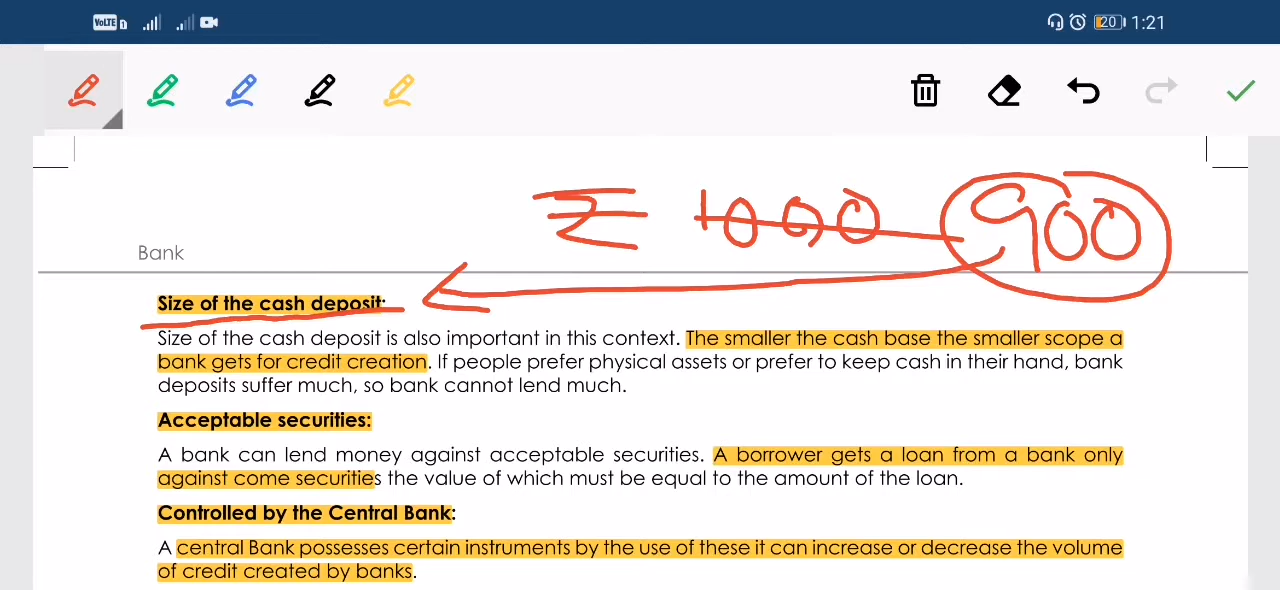 VoLTE 1 20 1:21
₹ 1000 900
Bank
Size of the cash deposit:
Size of the cash deposit is also important in this context. The smaller the cash base the smaller scope a
bank gets for credit creation. If people prefer physical assets or prefer to keep cash in their hand, bank
deposits suffer much, so bank cannot lend much.
Acceptable securities:
A bank can lend money against acceptable securities. A borrower gets a loan from a bank only
against come securities the value of which must be equal to the amount of the loan.
Controlled by the Central Bank:
A central Bank possesses certain instruments by the use of these it can increase or decrease the volume
of credit created by banks.